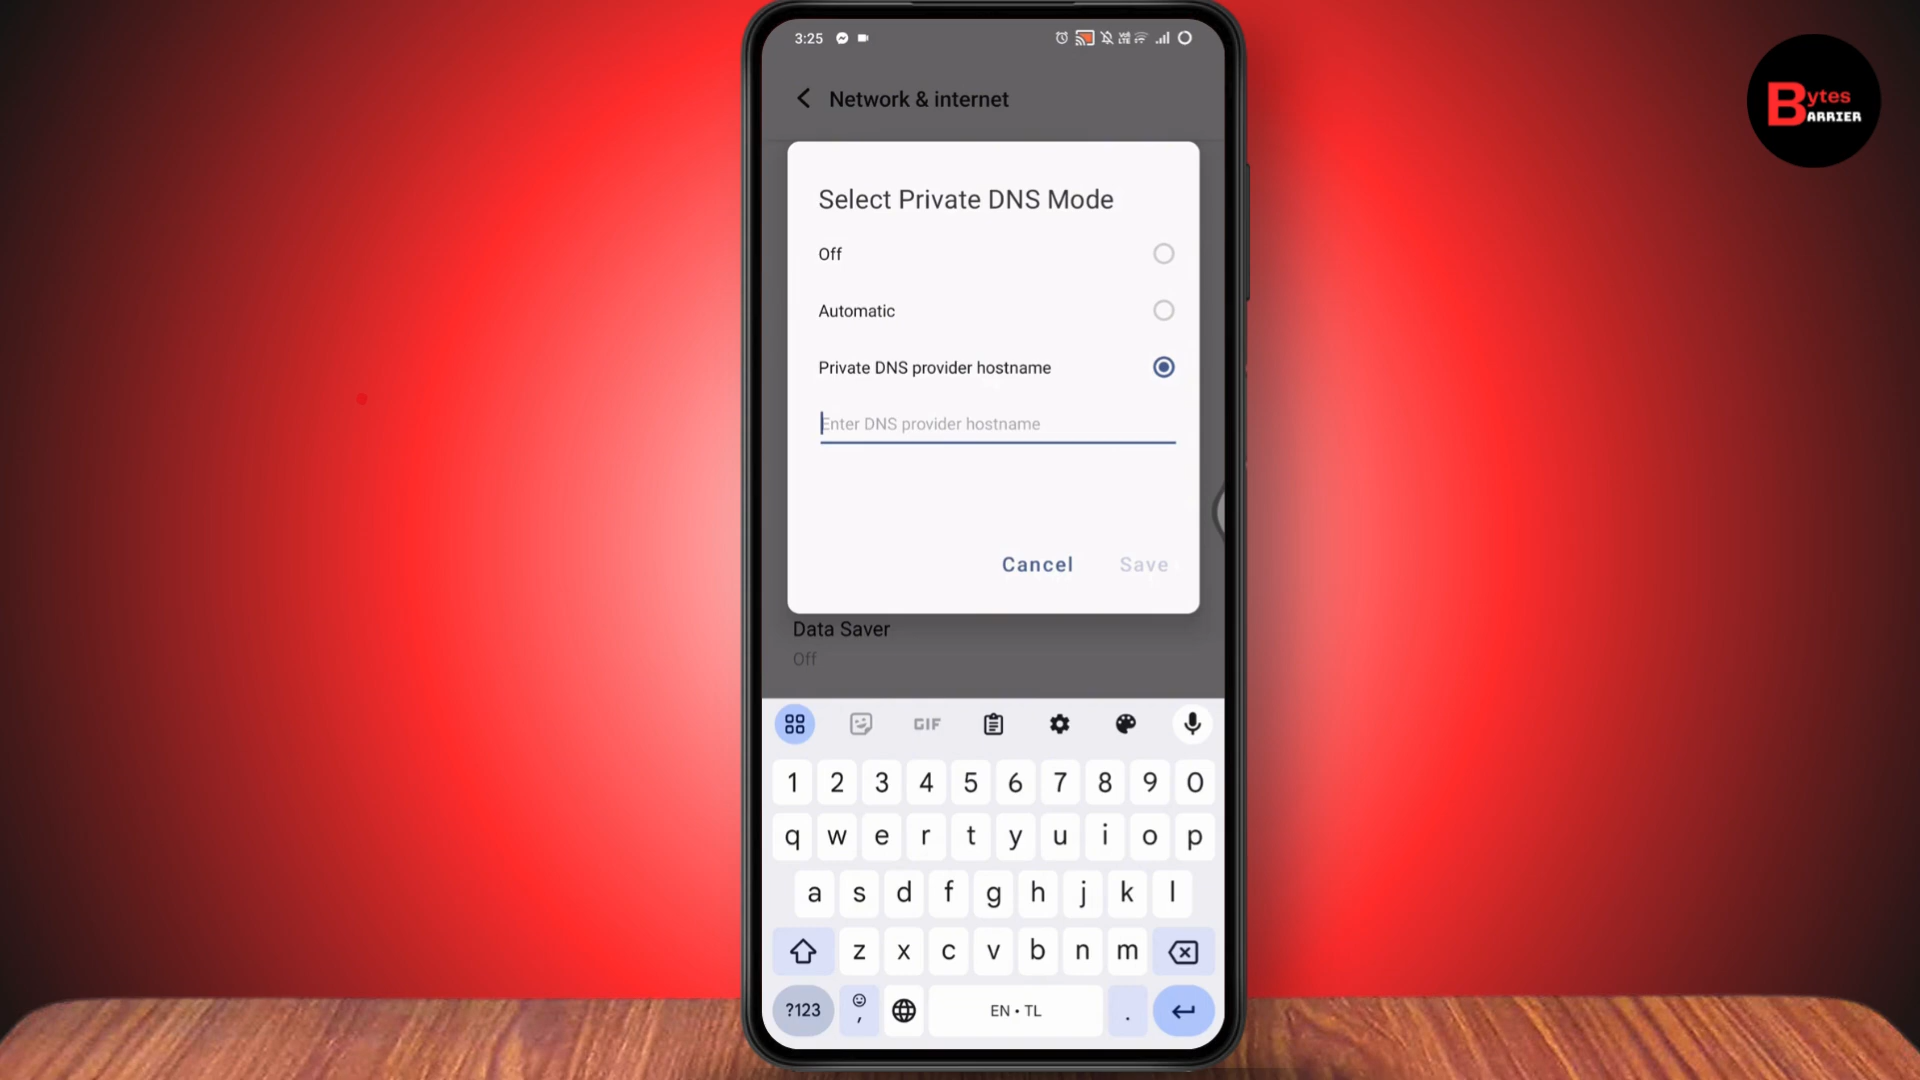 3:25
Bytes
BARRIER
Network & internet
Select Private DNS Mode
Off
Automatic
Private DNS provider hostname
Enter DNS provider hostname
Cancel
Save
Data Saver
Off
GIF
1 2 3 4 5 6 7 8 9 0
q w e r t y u i o p
a s d f g h j k l
z x c v b n m
?123 , EN • TL .